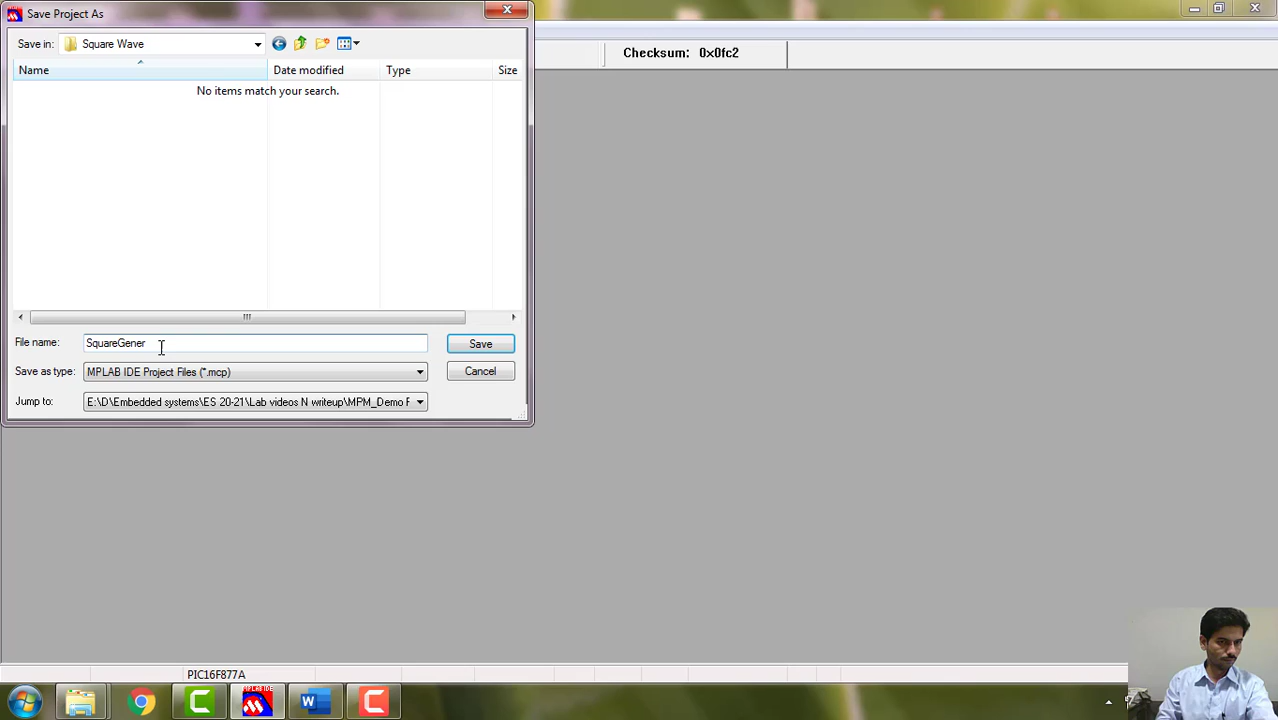 Save Project As
Save in: Square Wave
Checksum: 0x0fc2
Name Date modified Type Size
No items match your search.
File name: SquareGener Save
Save as type: MPLAB IDE Project Files (*.mcp) Cancel
Jump to: E:\D\Embedded systems\ES 20-21\Lab videos N writeup\MPM_Demo F
PIC16F877A
MPLAB IDE